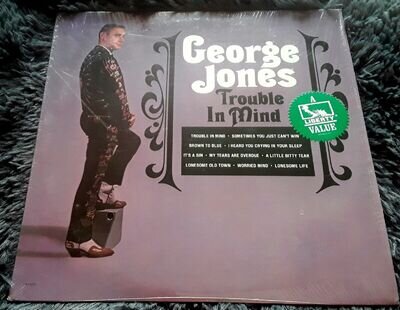 George
Jones
Trouble
In Mind
TROUBLE IN MIND • SOMETIMES YOU JUST CAN'T WIN
BROWN TO BLUE • I HEARD YOU CRYING IN YOUR SLEEP
IT'S A SIN • MY TEARS ARE OVERDUE • A LITTLE BITTY TEAR
LONESOME OLD TOWN • WORRIED MIND • LONESOME LIFE
A
LIBERTY
VALUE